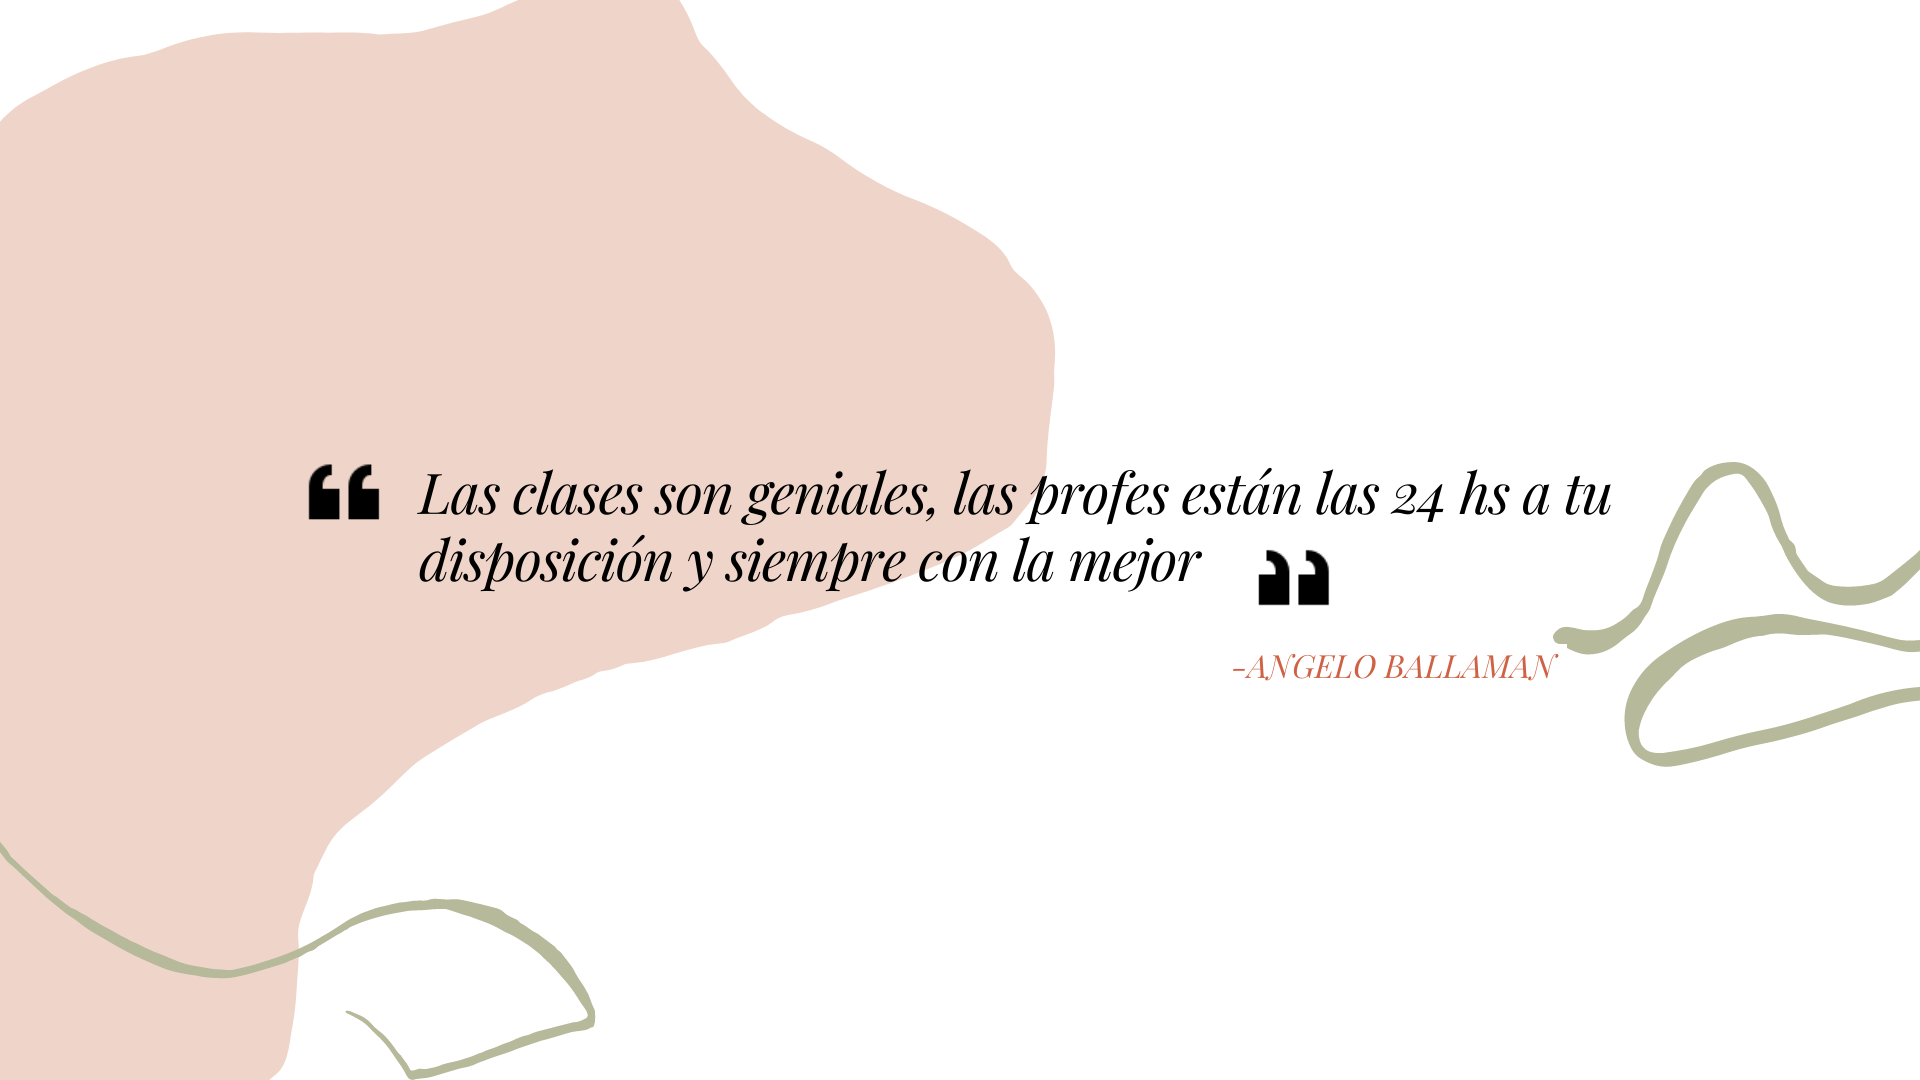 “ Las clases son geniales, las profes están las 24 hs a tu
disposición y siempre con la mejor ”
-ANGELO BALLAMAN